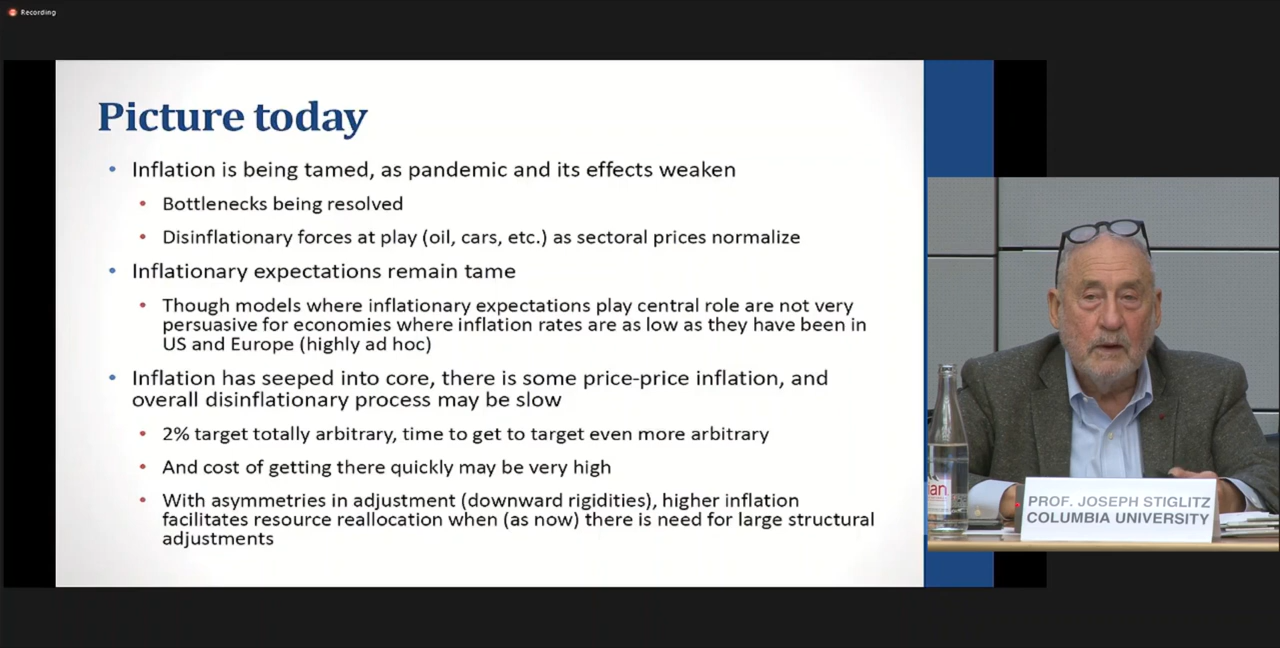 Recording
Picture today
• Inflation is being tamed, as pandemic and its effects weaken
• Bottlenecks being resolved
• Disinflationary forces at play (oil, cars, etc.) as sectoral prices normalize
• Inflationary expectations remain tame
• Though models where inflationary expectations play central role are not very
persuasive for economies where inflation rates are as low as they have been in
US and Europe (highly ad hoc)
• Inflation has seeped into core, there is some price-price inflation, and
overall disinflationary process may be slow
• 2% target totally arbitrary, time to get to target even more arbitrary
• And cost of getting there quickly may be very high
• With asymmetries in adjustment (downward rigidities), higher inflation
facilitates resource reallocation when (as now) there is need for large structural
adjustments
PROF. JOSEPH STIGLITZ
COLUMBIA UNIVERSITY